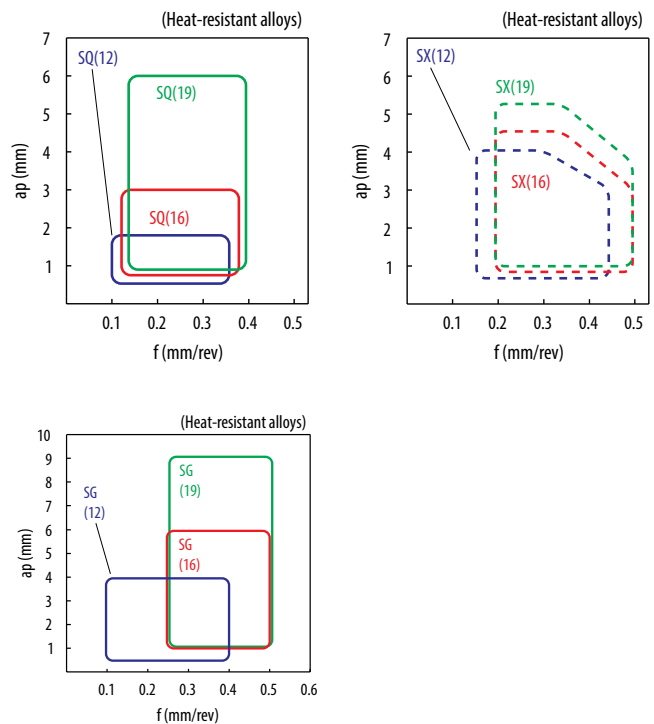 (Heat-resistant alloys)
7
6
5
4
3
2
1
ap (mm)
SQ(12)
SQ(19)
SQ(16)
0.1 0.2 0.3 0.4 0.5
f (mm/rev)
(Heat-resistant alloys)
7
6
5
4
3
2
1
ap (mm)
SX(12)
SX(19)
SX(16)
0.1 0.2 0.3 0.4 0.5
f (mm/rev)
(Heat-resistant alloys)
10
9
8
7
6
5
4
3
2
1
ap (mm)
SG
(12)
SG
(19)
SG
(16)
0.1 0.2 0.3 0.4 0.5 0.6
f (mm/rev)